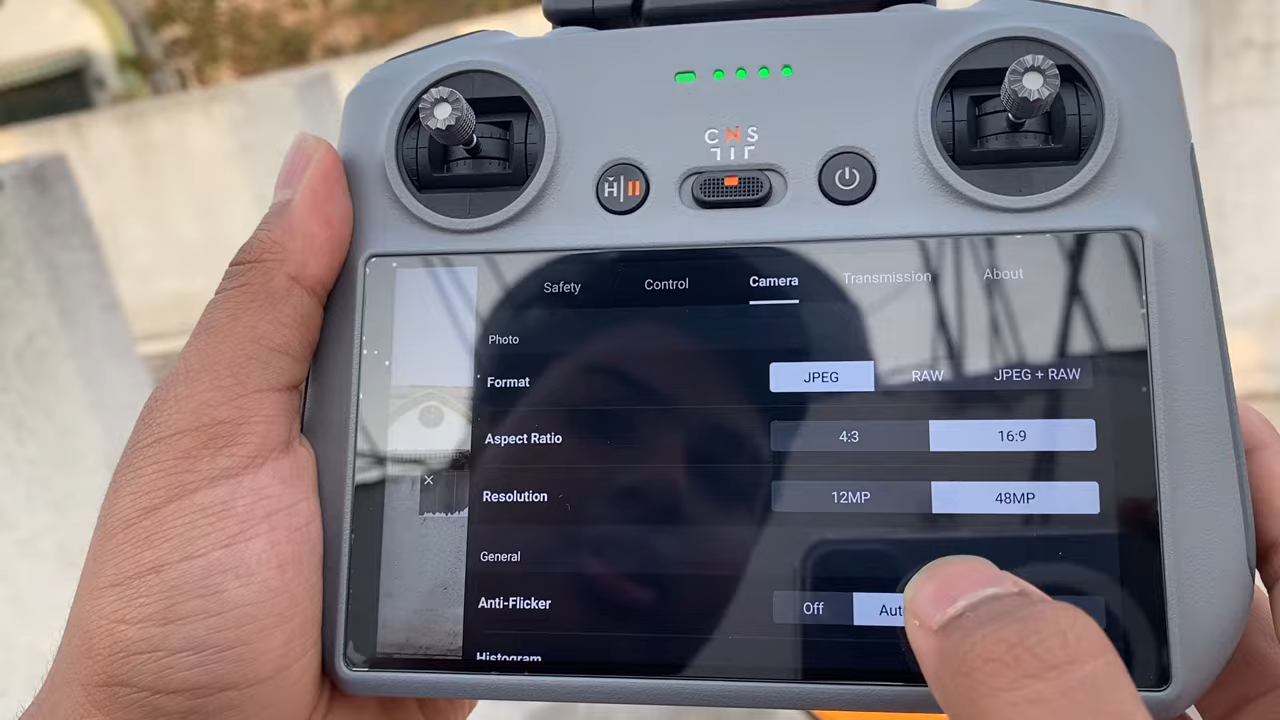 C N S
H
Safety Control Camera Transmission About
Photo
Format JPEG RAW JPEG + RAW
Aspect Ratio 4:3 16:9
Resolution 12MP 48MP
General
Anti-Flicker Off
Histogram